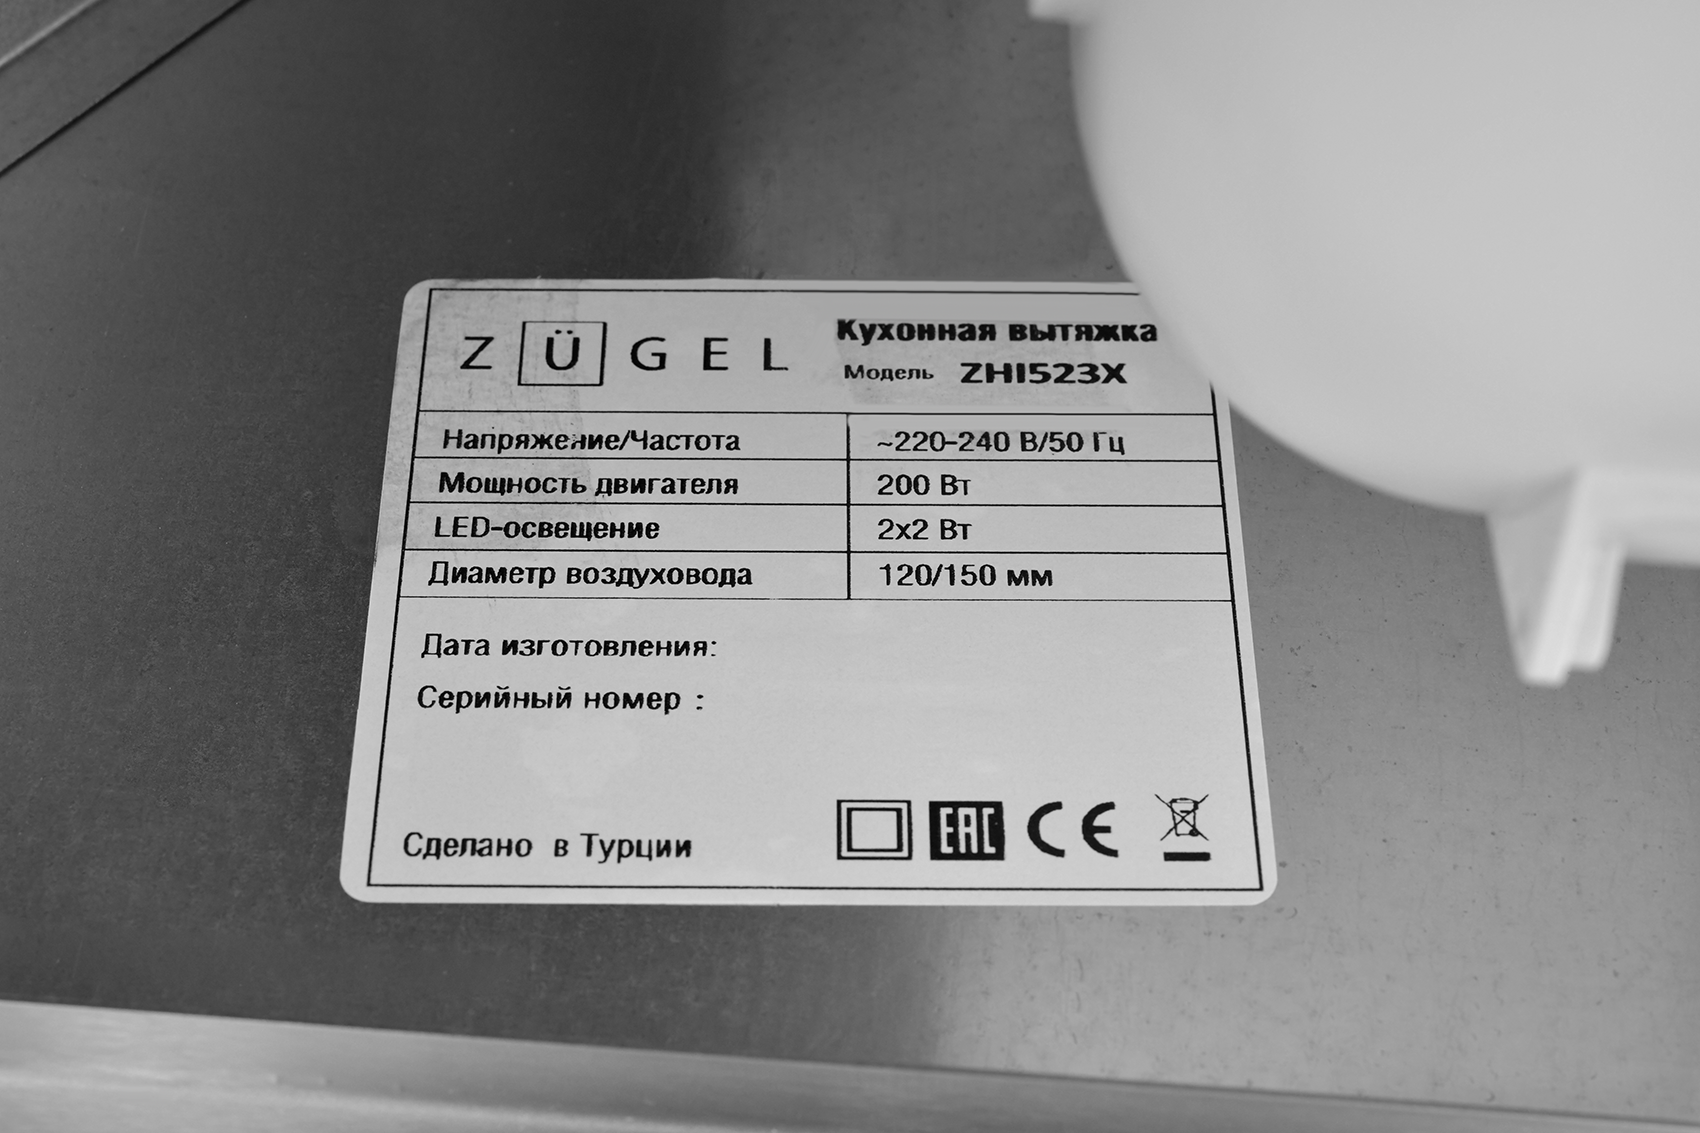 ZÜGEL
Кухонная вытяжка
Модель ZHI523X
Напряжение/Частота ~220-240 В/50 Гц
Мощность двигателя 200 Вт
LED-освещение 2x2 Вт
Диаметр воздуховода 120/150 мм
Дата изготовления:
Серийный номер :
Сделано в Турции EAC CE